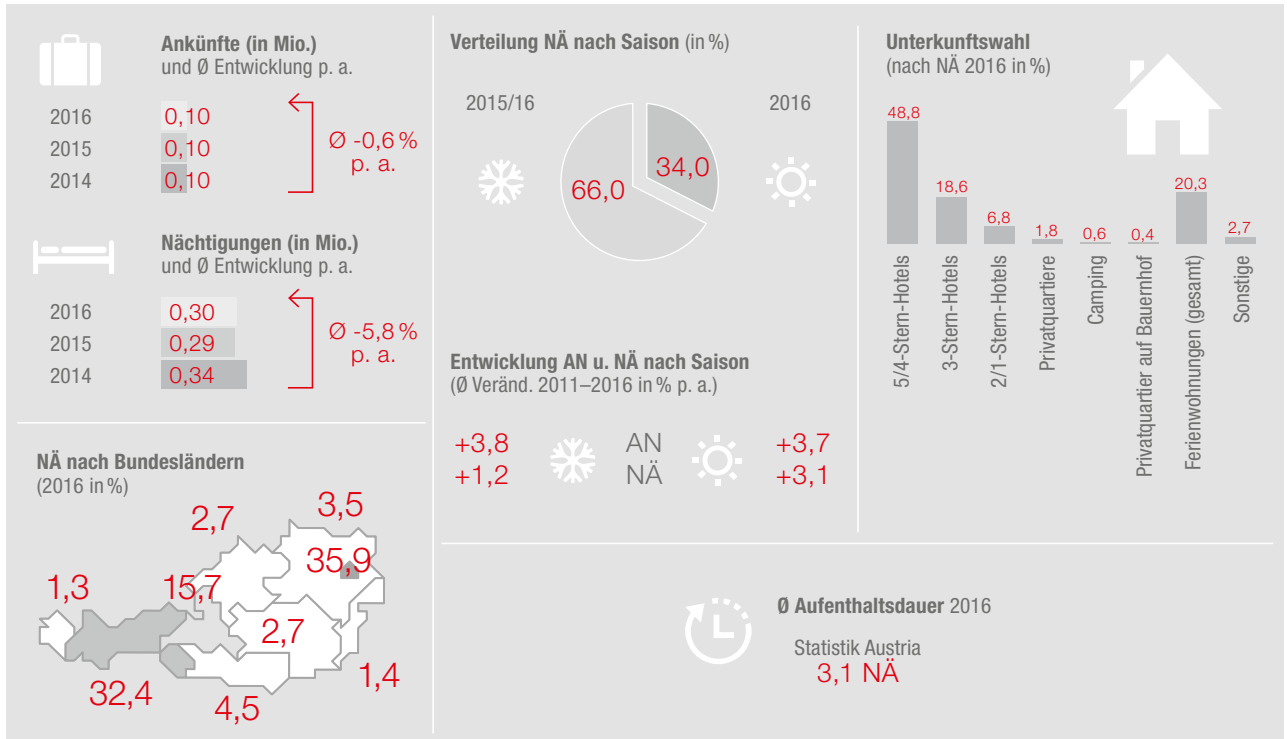 Ankünfte (in Mio.)
und Ø Entwicklung p. a.
2016 0,10
2015 0,10
2014 0,10
Ø -0,6 %
p. a.
Nächtigungen (in Mio.)
und Ø Entwicklung p. a.
2016 0,30
2015 0,29
2014 0,34
Ø -5,8 %
p. a.
NÄ nach Bundesländern
(2016 in %)
3,5
2,7
35,9
1,3
15,7
2,7
1,4
32,4
4,5
Verteilung NÄ nach Saison (in %)
2015/16
2016
34,0
66,0
Entwicklung AN u. NÄ nach Saison
(Ø Veränd. 2011–2016 in % p. a.)
+3,8 AN +3,7
+1,2 NÄ +3,1
Unterkunftswahl
(nach NÄ 2016 in %)
48,8
18,6
6,8
1,8
0,6
0,4
20,3
2,7
5/4-Stern-Hotels
3-Stern-Hotels
2/1-Stern-Hotels
Privatquartiere
Camping
Privatquartier auf Bauernhof
Ferienwohnungen (gesamt)
Sonstige
Ø Aufenthaltsdauer 2016
Statistik Austria
3,1 NÄ